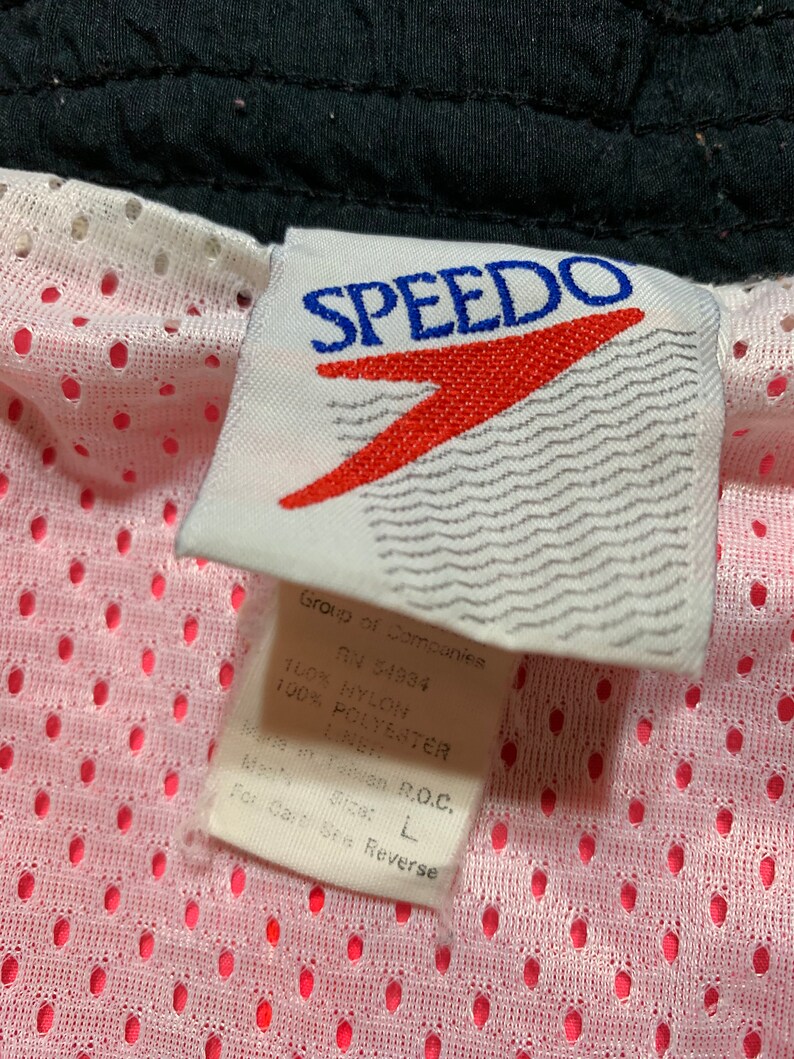 SPEEDO
Group of Companies
RN 54934
100% NYLON
100% POLYESTER
LINER
Made in Taiwan R.O.C.
Mesh. Size: L
For Care See Reverse